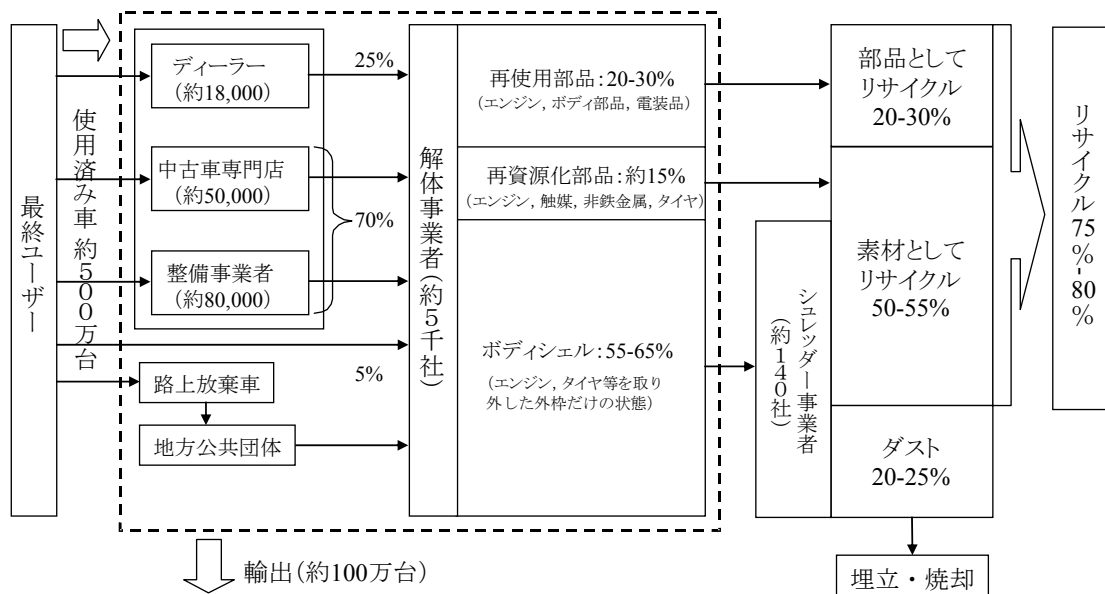 最終ユーザー
使用済み車 約500万台
ディーラー
(約18,000)
25%
中古車専門店
(約50,000)
70%
整備事業者
(約80,000)
5%
路上放棄車
地方公共団体
解体事業者(約5千社)
再使用部品:20-30%
(エンジン, ボディ部品, 電装品)
再資源化部品:約15%
(エンジン, 触媒, 非鉄金属, タイヤ)
ボディシェル:55-65%
(エンジン, タイヤ等を取り
外した外枠だけの状態)
シュレッダー事業者
(約140社)
部品として
リサイクル
20-30%
素材として
リサイクル
50-55%
ダスト
20-25%
リサイクル75%-80%
輸出(約100万台)
埋立・焼却